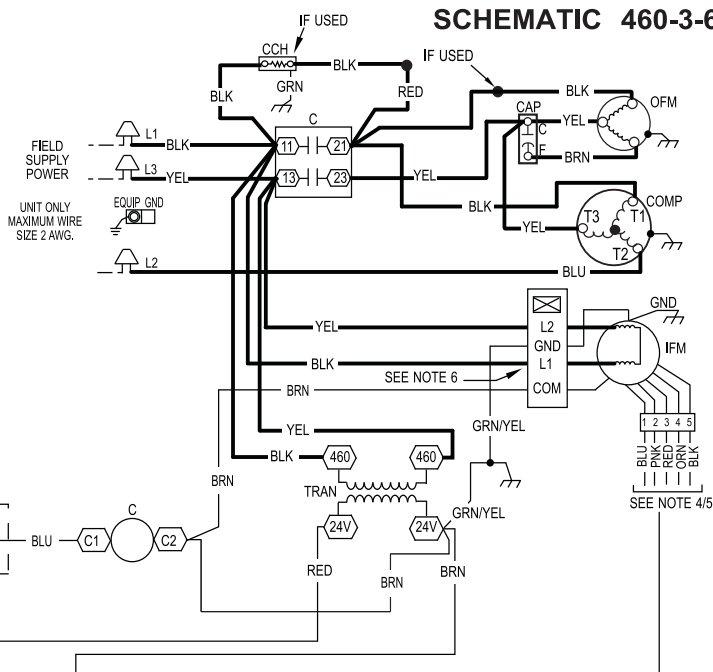 SCHEMATIC 460-3-6
IF USED
CCH
GRN
BLK
BLK
RED
IF USED
BLK
OFM
CAP
C
F
YEL
BRN
C
11
21
13
23
FIELD
SUPPLY
POWER
L1
BLK
L3
YEL
UNIT ONLY
MAXIMUM WIRE
SIZE 2 AWG.
EQUIP GND
L2
YEL
BLK
YEL
COMP
T3
T1
T2
BLU
GND
YEL
L2
GND
L1
COM
IFM
BLK
SEE NOTE 6
BRN
GRN/YEL
1 2 3 4 5
BLU
PNK
RED
ORN
BLK
SEE NOTE 4/5
YEL
BLK
460
460
TRAN
24V
24V
GRN/YEL
BRN
C
BLU
C1
C2
RED
BRN
BRN